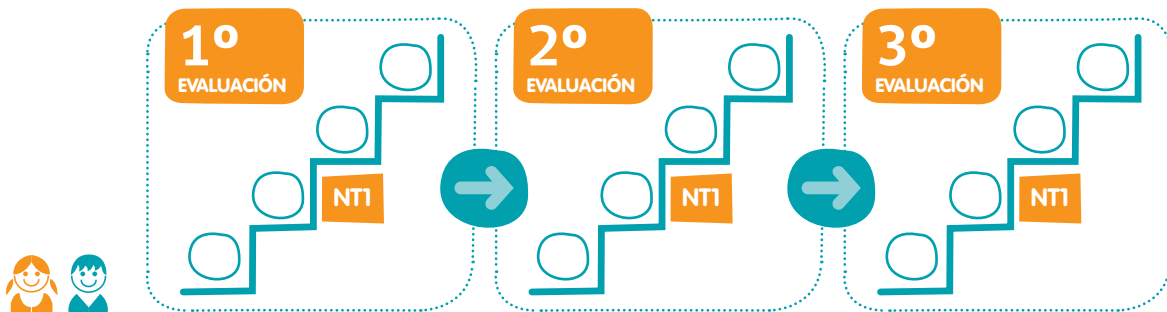 1º
EVALUACIÓN
NT1
2º
EVALUACIÓN
NT1
3º
EVALUACIÓN
NT1